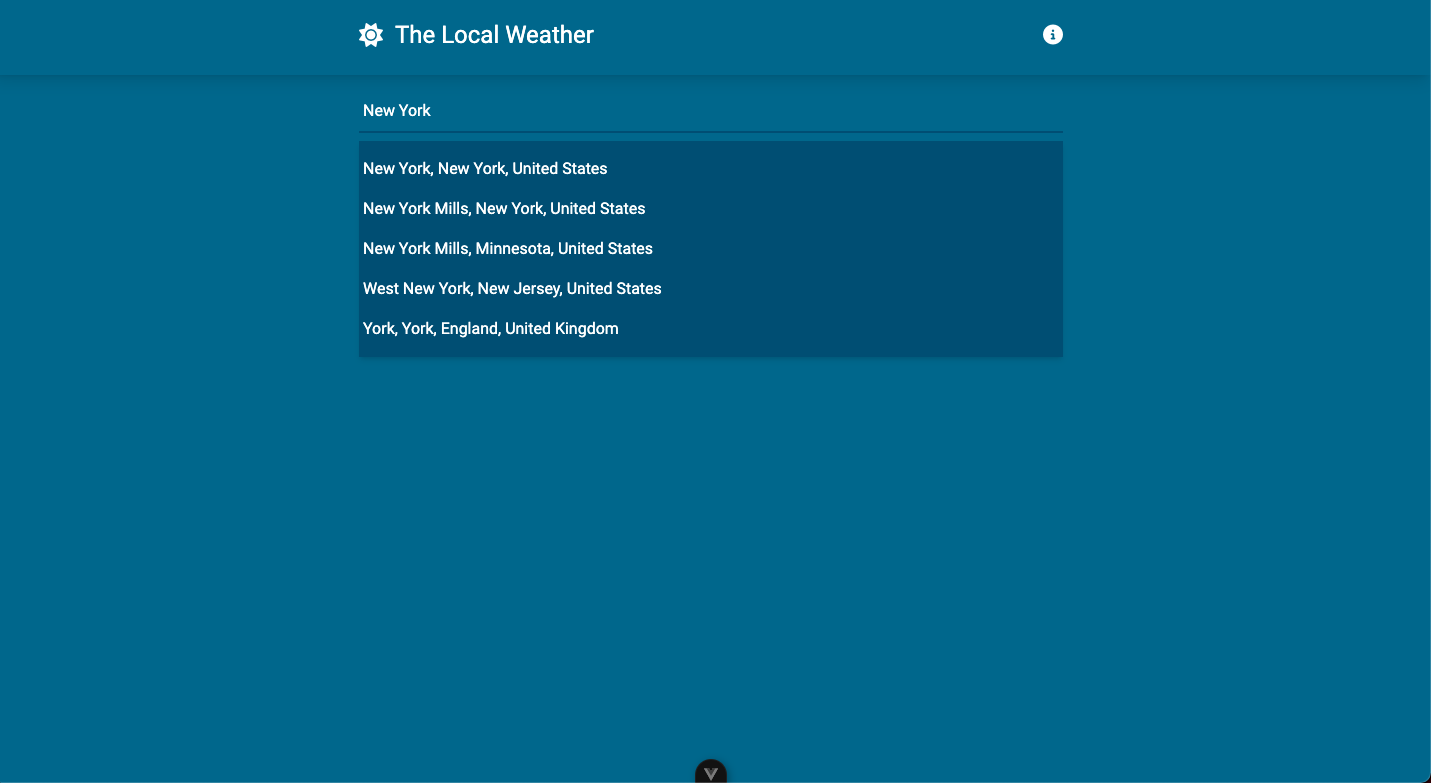 The Local Weather
New York
New York, New York, United States
New York Mills, New York, United States
New York Mills, Minnesota, United States
West New York, New Jersey, United States
York, York, England, United Kingdom